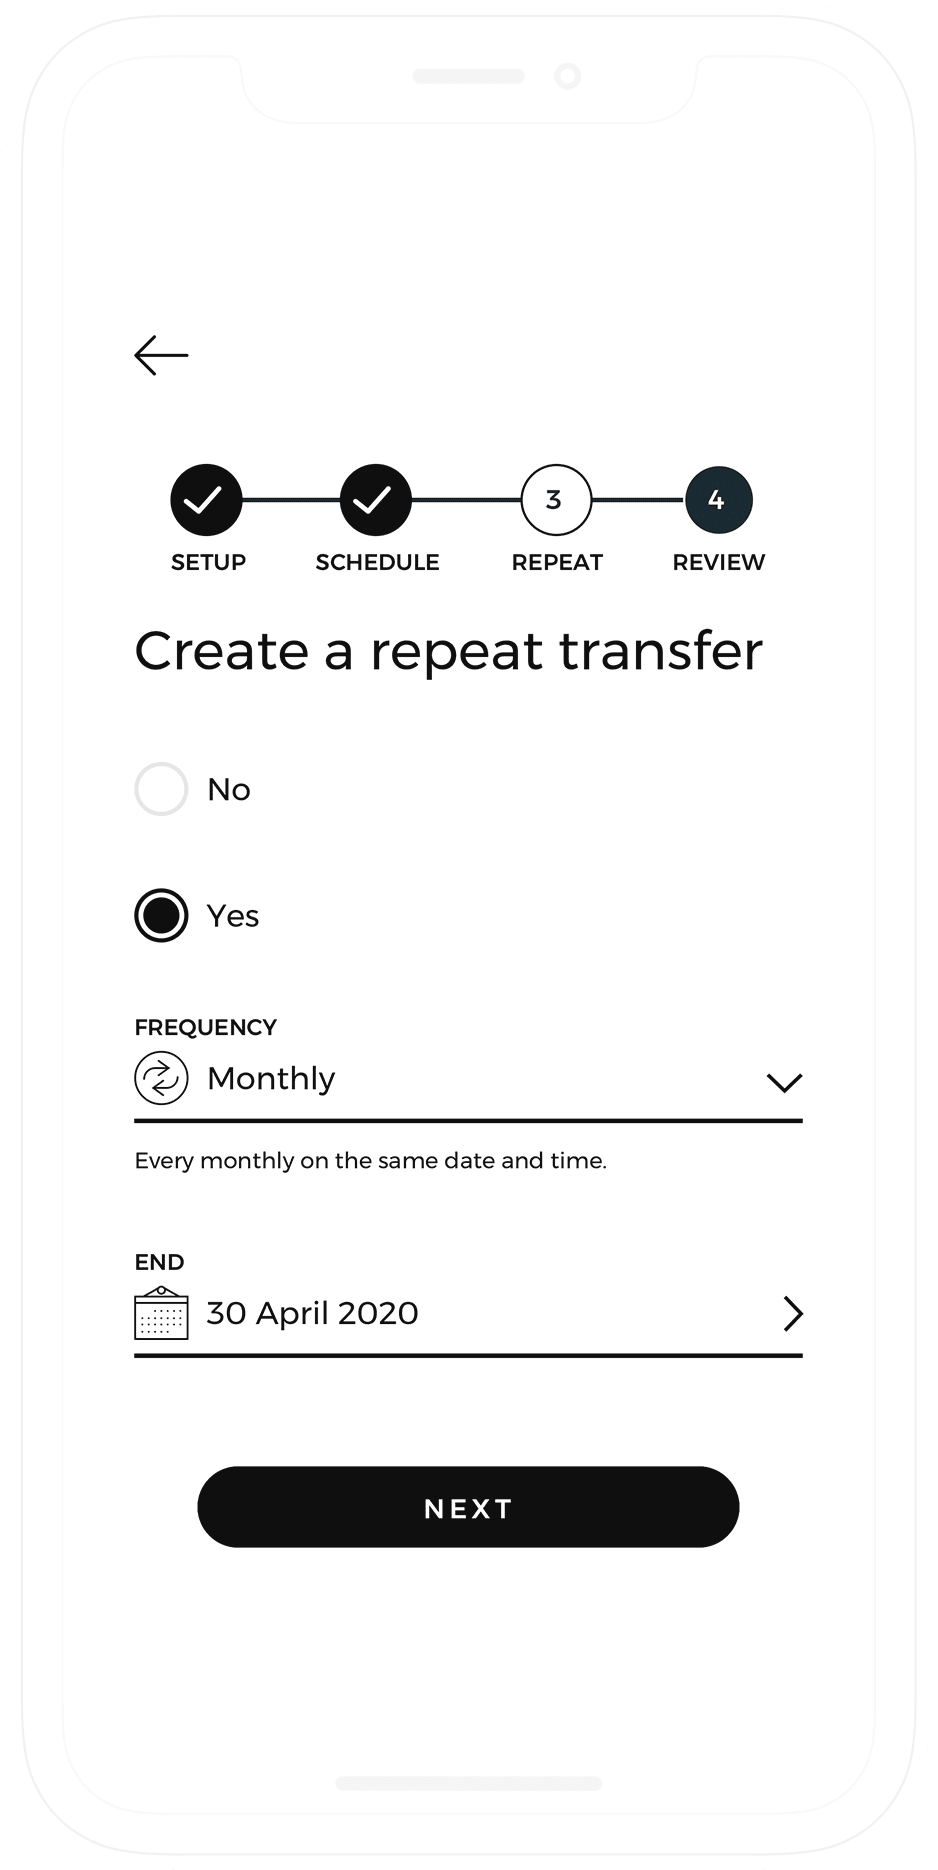 3
4
SETUP
SCHEDULE
REPEAT
REVIEW
Create a repeat transfer
No
Yes
FREQUENCY
Monthly
Every monthly on the same date and time.
END
30 April 2020
NEXT